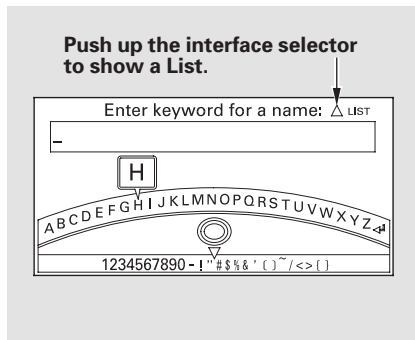 Push up the interface selector
to show a List.
Enter keyword for a name: △ LIST
_
H
ABCDEFGHIJKLMNOPQRSTUVWXYZ↵
1234567890-!"#$%&'()~/<>{}